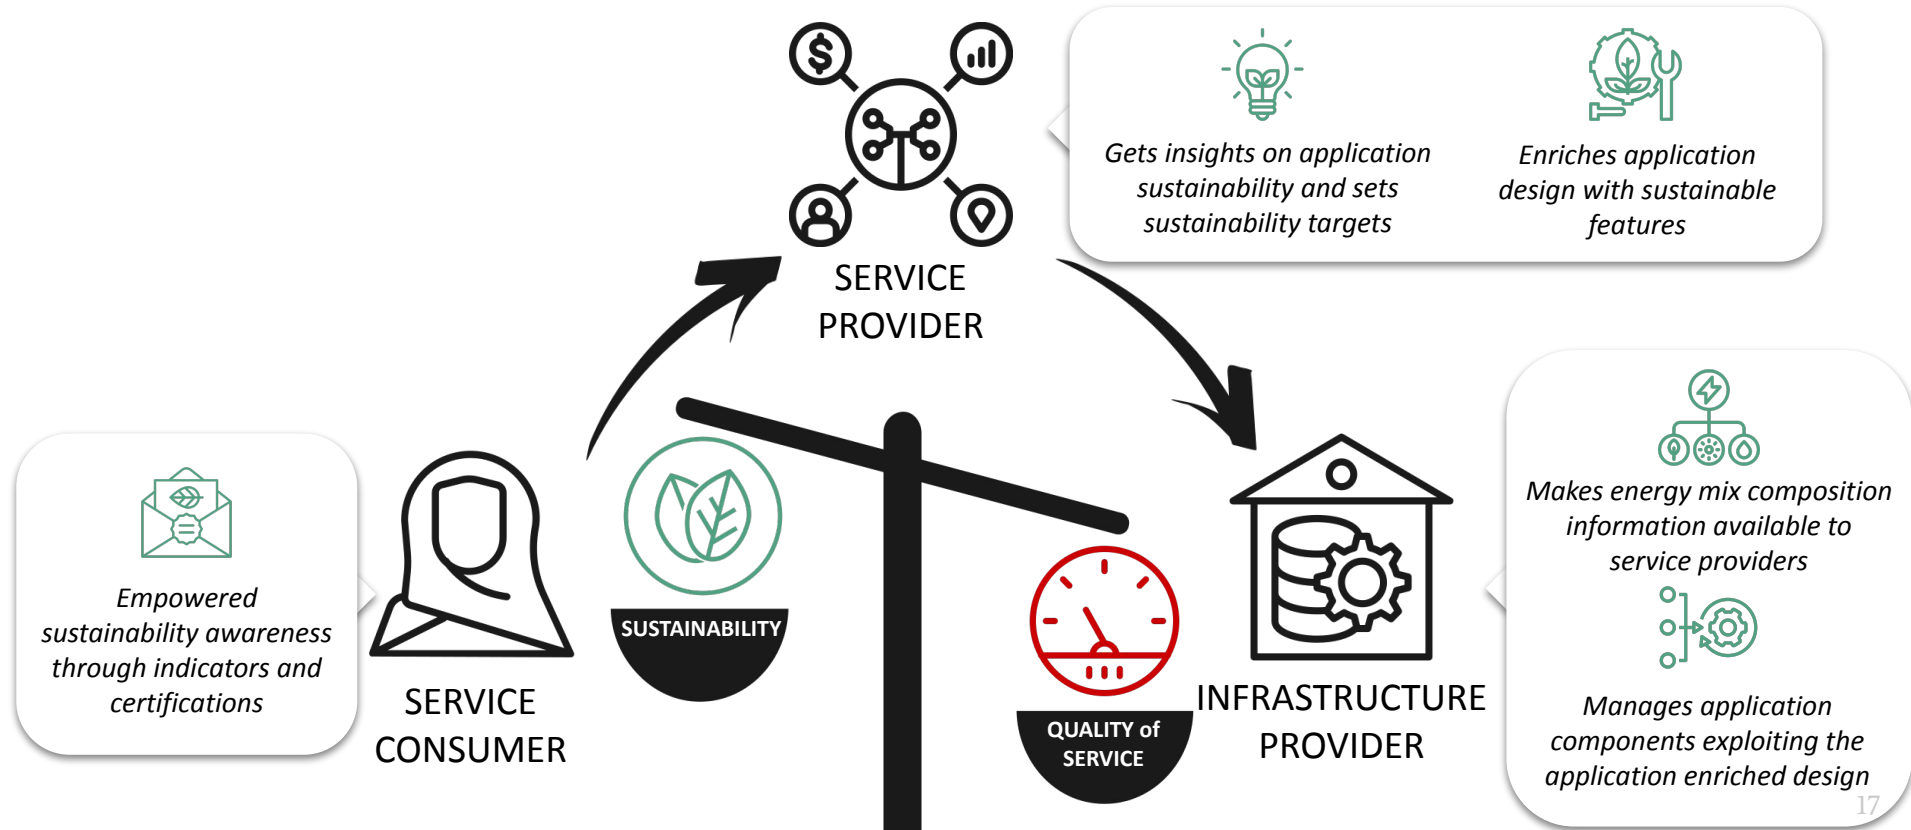 $
Gets insights on application
sustainability and sets
sustainability targets
Enriches application
design with sustainable
features
SERVICE
PROVIDER
Empowered
sustainability awareness
through indicators and
certifications
SERVICE
CONSUMER
SUSTAINABILITY
QUALITY of
SERVICE
INFRASTRUCTURE
PROVIDER
Makes energy mix composition
information available to
service providers
Manages application
components exploiting the
application enriched design
17